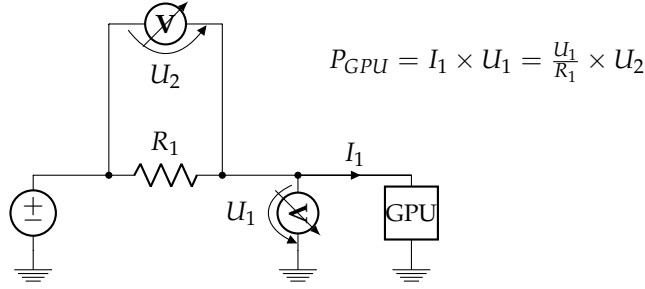 V
U₂
P_GPU = I₁ × U₁ = U₁/R₁ × U₂
R₁
I₁
±
U₁
V
GPU